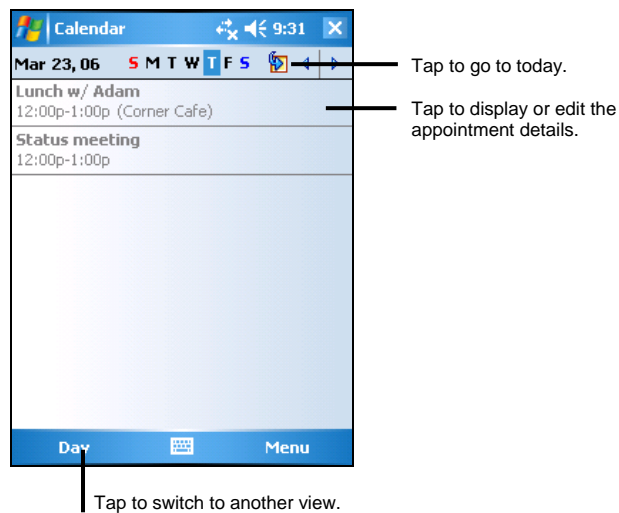 Calendar 9:31
Mar 23, 06 S M T W T F S
Tap to go to today.
Lunch w/ Adam
12:00p-1:00p (Corner Cafe)
Tap to display or edit the
appointment details.
Status meeting
12:00p-1:00p
Day Menu
Tap to switch to another view.